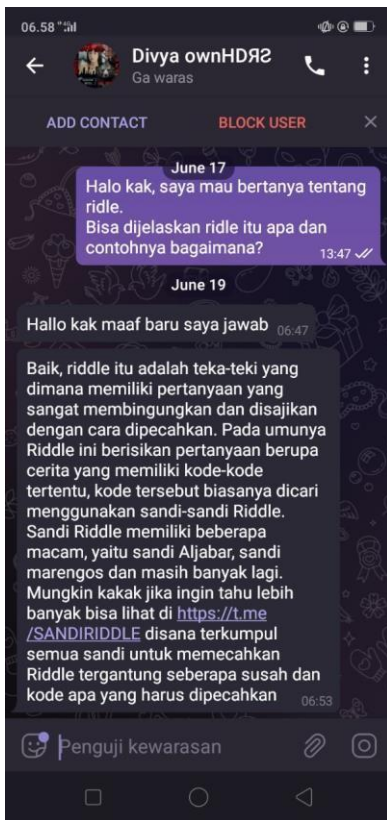 06.58
Divya ownHDЯƧ
Ga waras
ADD CONTACT
BLOCK USER
June 17
Halo kak, saya mau bertanya tentang
ridle.
Bisa dijelaskan ridle itu apa dan
contohnya bagaimana?
13:47
June 19
Hallo kak maaf baru saya jawab 06:47
Baik, riddle itu adalah teka-teki yang
dimana memiliki pertanyaan yang
sangat membingungkan dan disajikan
dengan cara dipecahkan. Pada umunya
Riddle ini berisikan pertanyaan berupa
cerita yang memiliki kode-kode
tertentu, kode tersebut biasanya dicari
menggunakan sandi-sandi Riddle.
Sandi Riddle memiliki beberapa
macam, yaitu sandi Aljabar, sandi
marengos dan masih banyak lagi.
Mungkin kakak jika ingin tahu lebih
banyak bisa lihat di https://t.me
/SANDIRIDDLE disana terkumpul
semua sandi untuk memecahkan
Riddle tergantung seberapa susah dan
kode apa yang harus dipecahkan 06:53
Penguji kewarasan